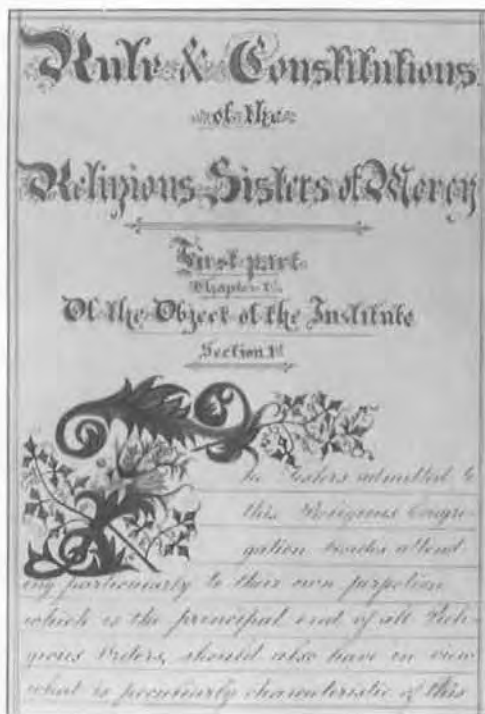 Rule & Constitutions
of the
Religious Sisters of Mercy
First part
Chapter 1st
Of the Object of the Institute
Section 1st
The Sisters admitted to
this Religious Congre-
gation besides attend-
ing particularly to their own perfection
which is the principal end of all Reli-
gious Orders, should also have in view
what is peculiarly characteristic of this